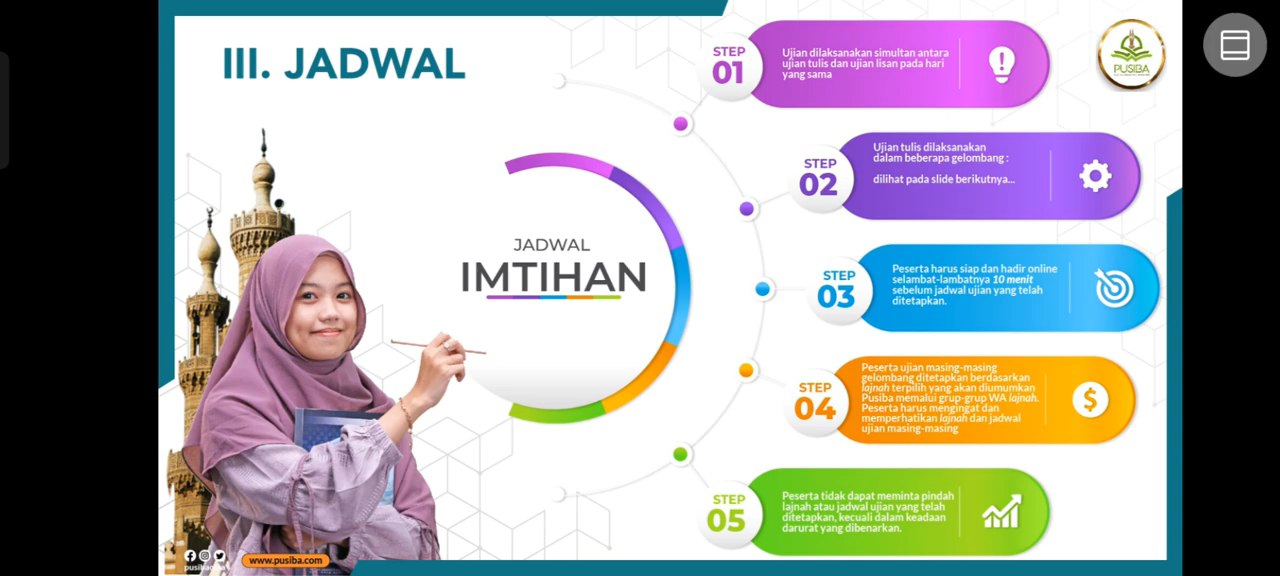 III. JADWAL
JADWAL
IMTIHAN
STEP
01
Ujian dilaksanakan simultan antara
ujian tulis dan ujian lisan pada hari
yang sama
STEP
02
Ujian tulis dilaksanakan
dalam beberapa gelombang :
dilihat pada slide berikutnya...
STEP
03
Peserta harus siap dan hadir online
selambat-lambatnya 10 menit
sebelum jadwal ujian yang telah
ditetapkan.
STEP
04
Peserta ujian masing-masing
gelombang ditetapkan berdasarkan
lajnah terpilih yang akan diumumkan
Pusiba memalui grup-grup WA lajnah.
Peserta harus mengingat dan
memperhatikan lajnah dan jadwal
ujian masing-masing
STEP
05
Peserta tidak dapat meminta pindah
lajnah atau jadwal ujian yang telah
ditetapkan, kecuali dalam keadaan
darurat yang dibenarkan.
PUSIBA
www.pusiba.com